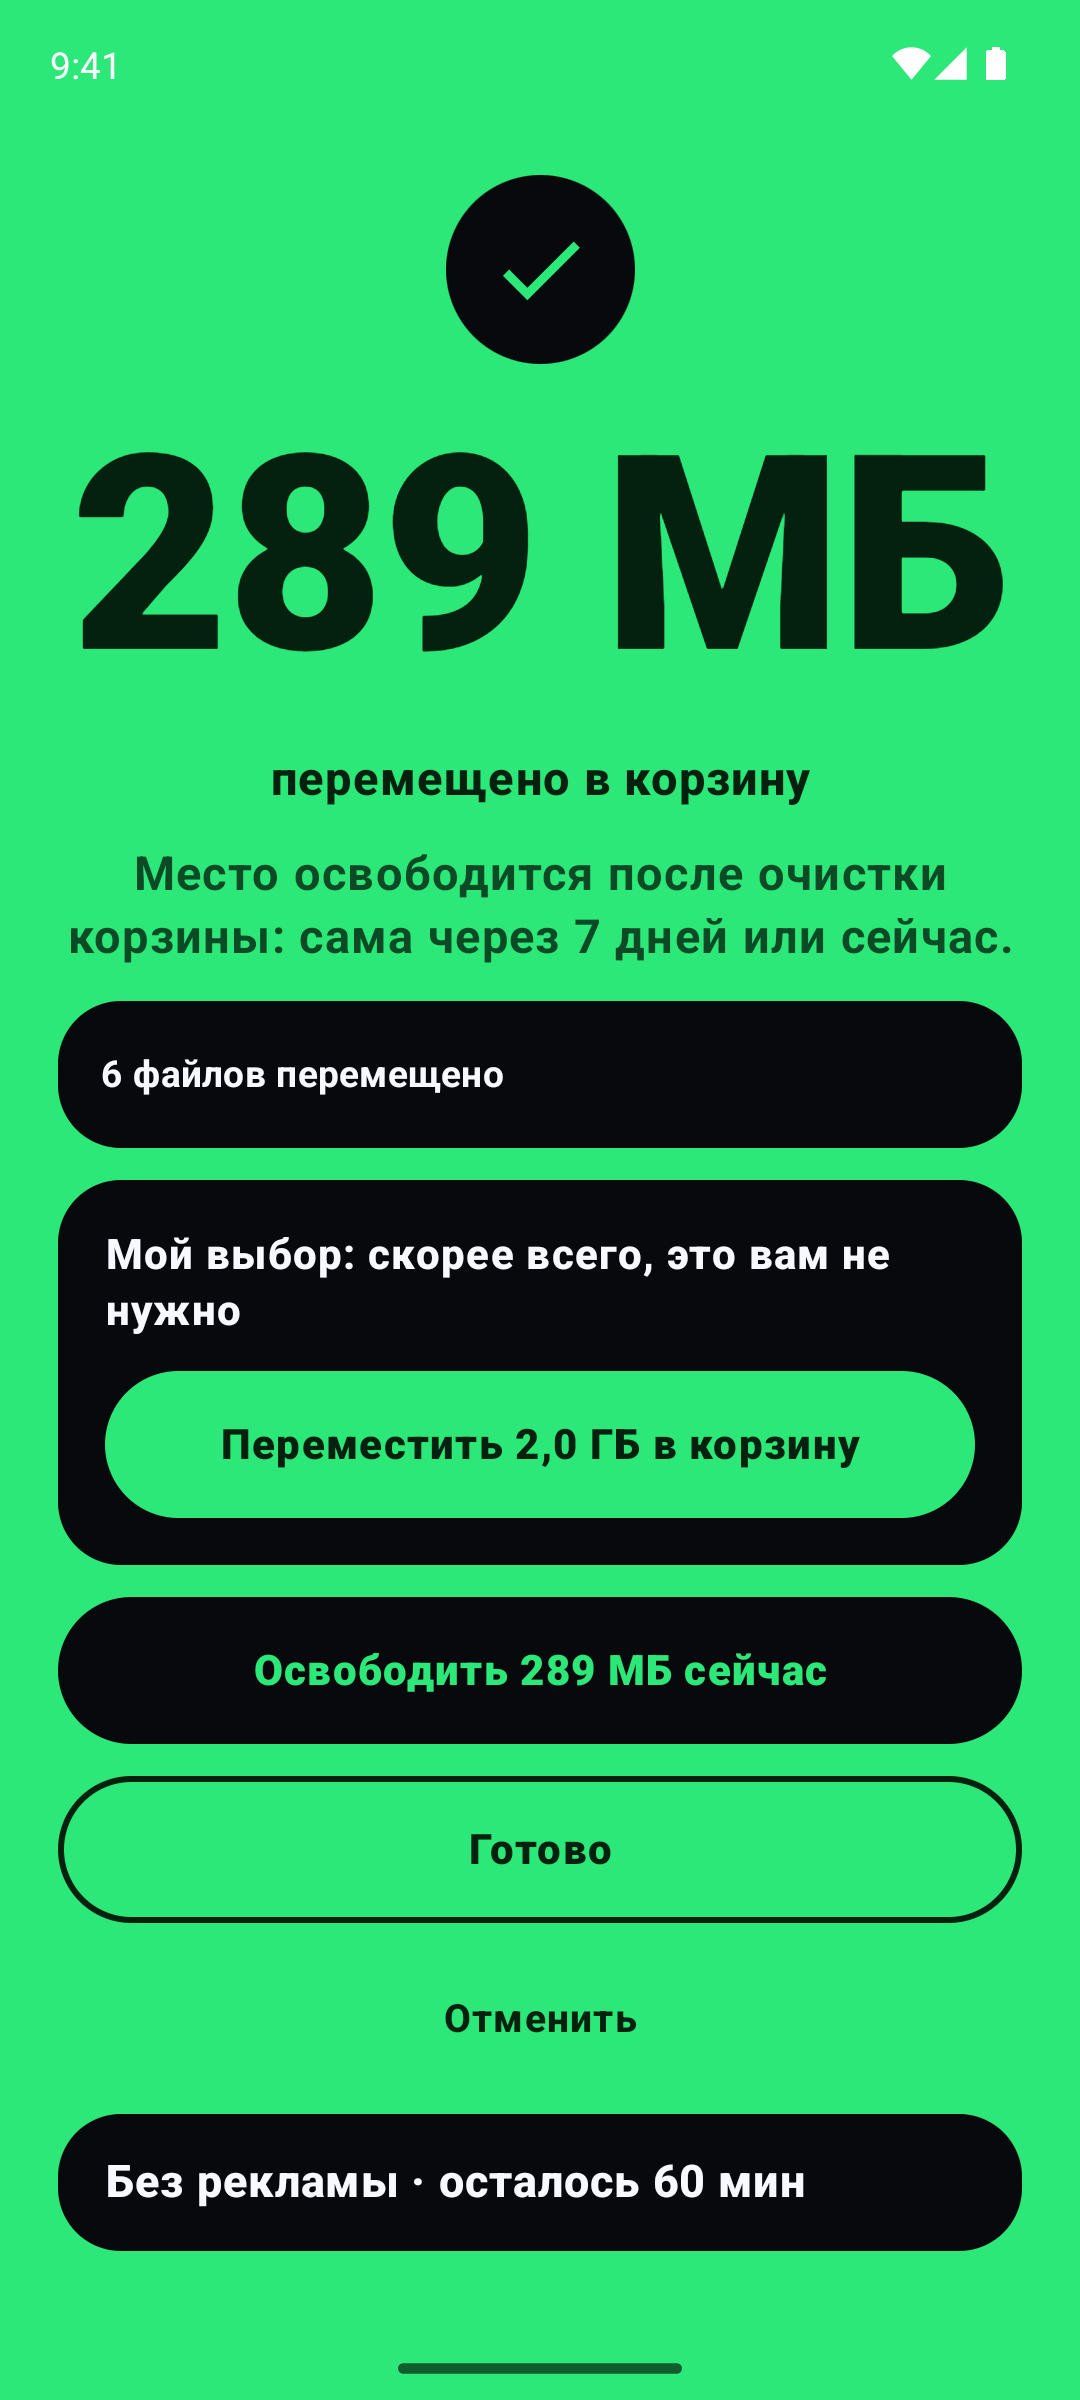 9:41
289 МБ
перемещено в корзину
Место освободится после очистки
корзины: сама через 7 дней или сейчас.
6 файлов перемещено
Мой выбор: скорее всего, это вам не
нужно
Переместить 2,0 ГБ в корзину
Освободить 289 МБ сейчас
Готово
Отменить
Без рекламы · осталось 60 мин